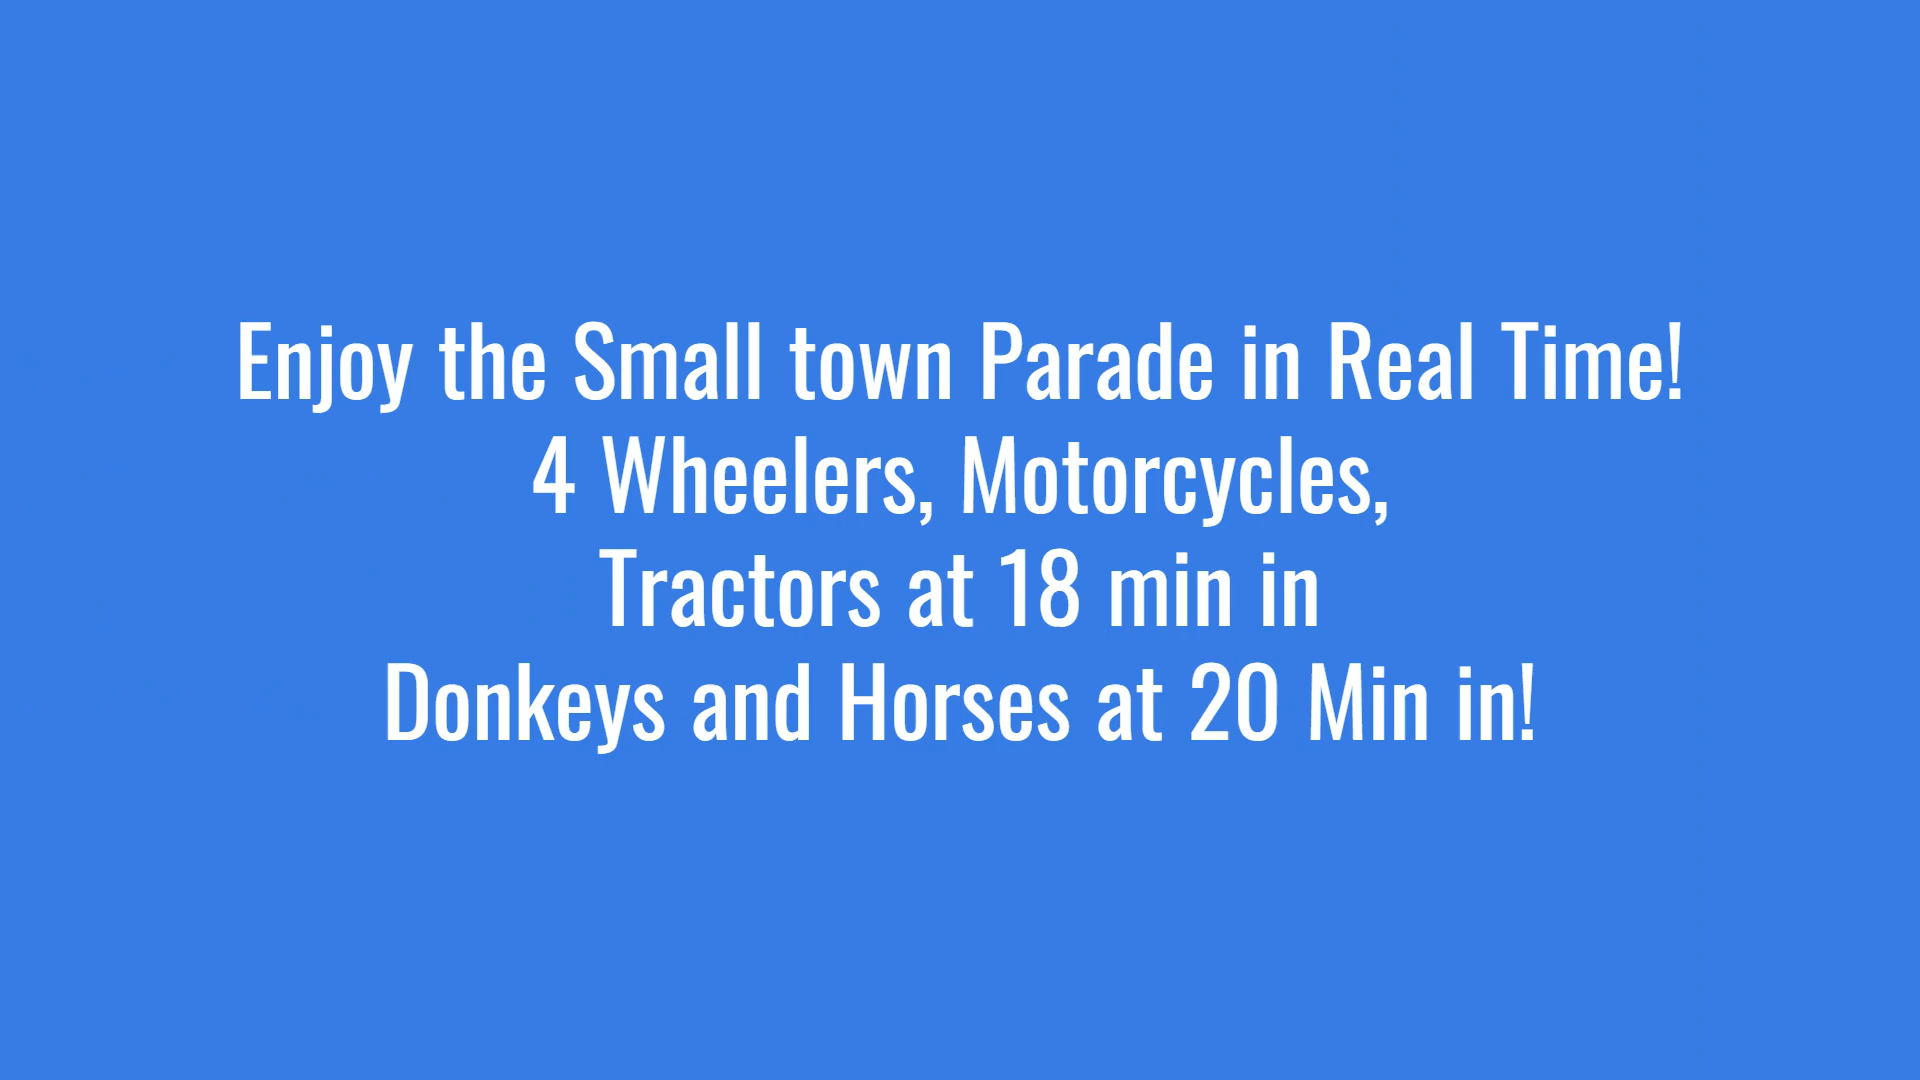 Enjoy the Small town Parade in Real Time!
4 Wheelers, Motorcycles,
Tractors at 18 min in
Donkeys and Horses at 20 Min in!